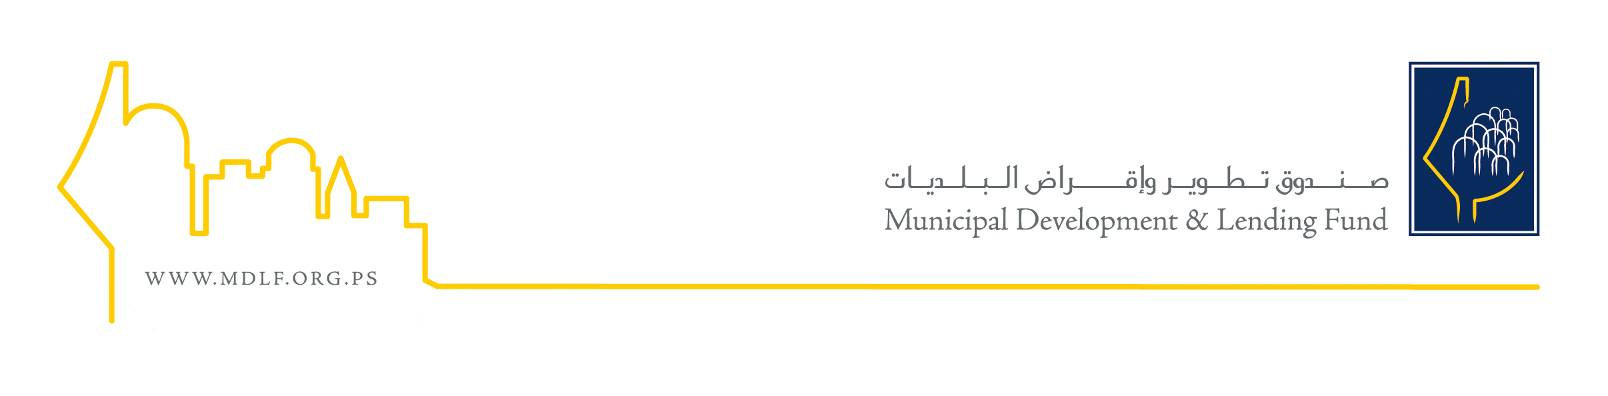 صندوق تطوير وإقراض البلديات
Municipal Development & Lending Fund
WWW.MDLF.ORG.PS